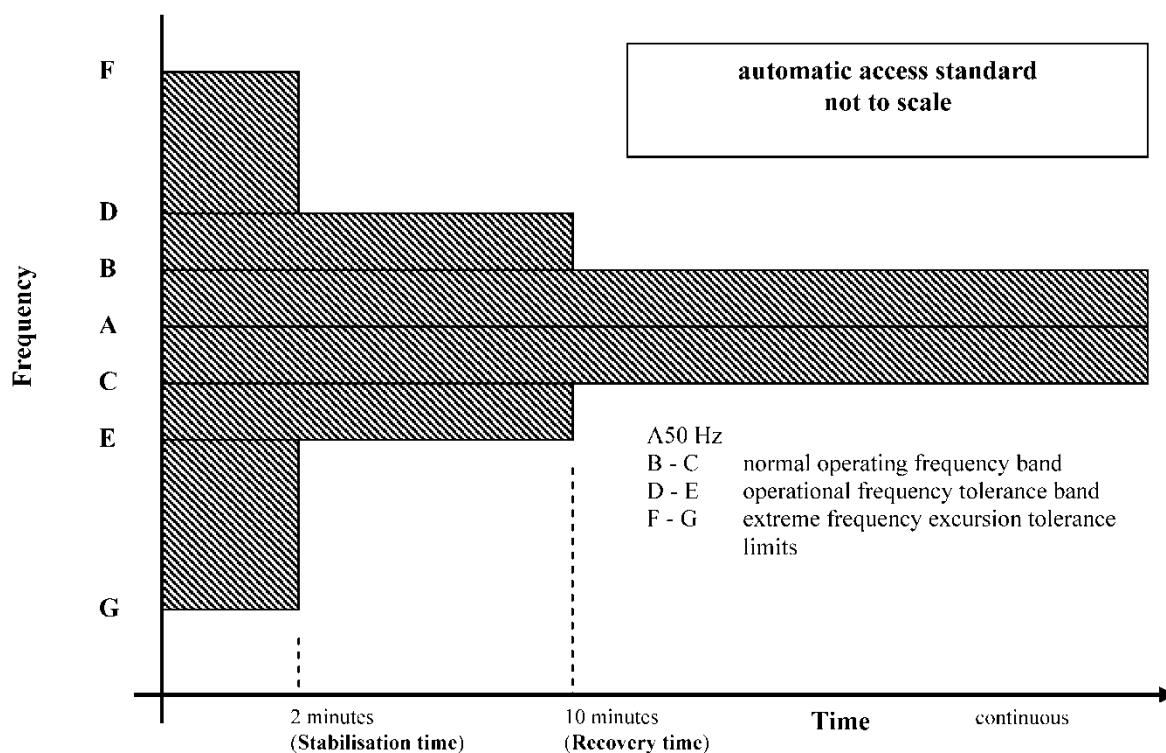 automatic access standard
not to scale
F
D
B
A
C
E
G
Frequency
A50 Hz
B - C normal operating frequency band
D - E operational frequency tolerance band
F - G extreme frequency excursion tolerance
limits
2 minutes
(Stabilisation time)
10 minutes
(Recovery time)
Time
continuous